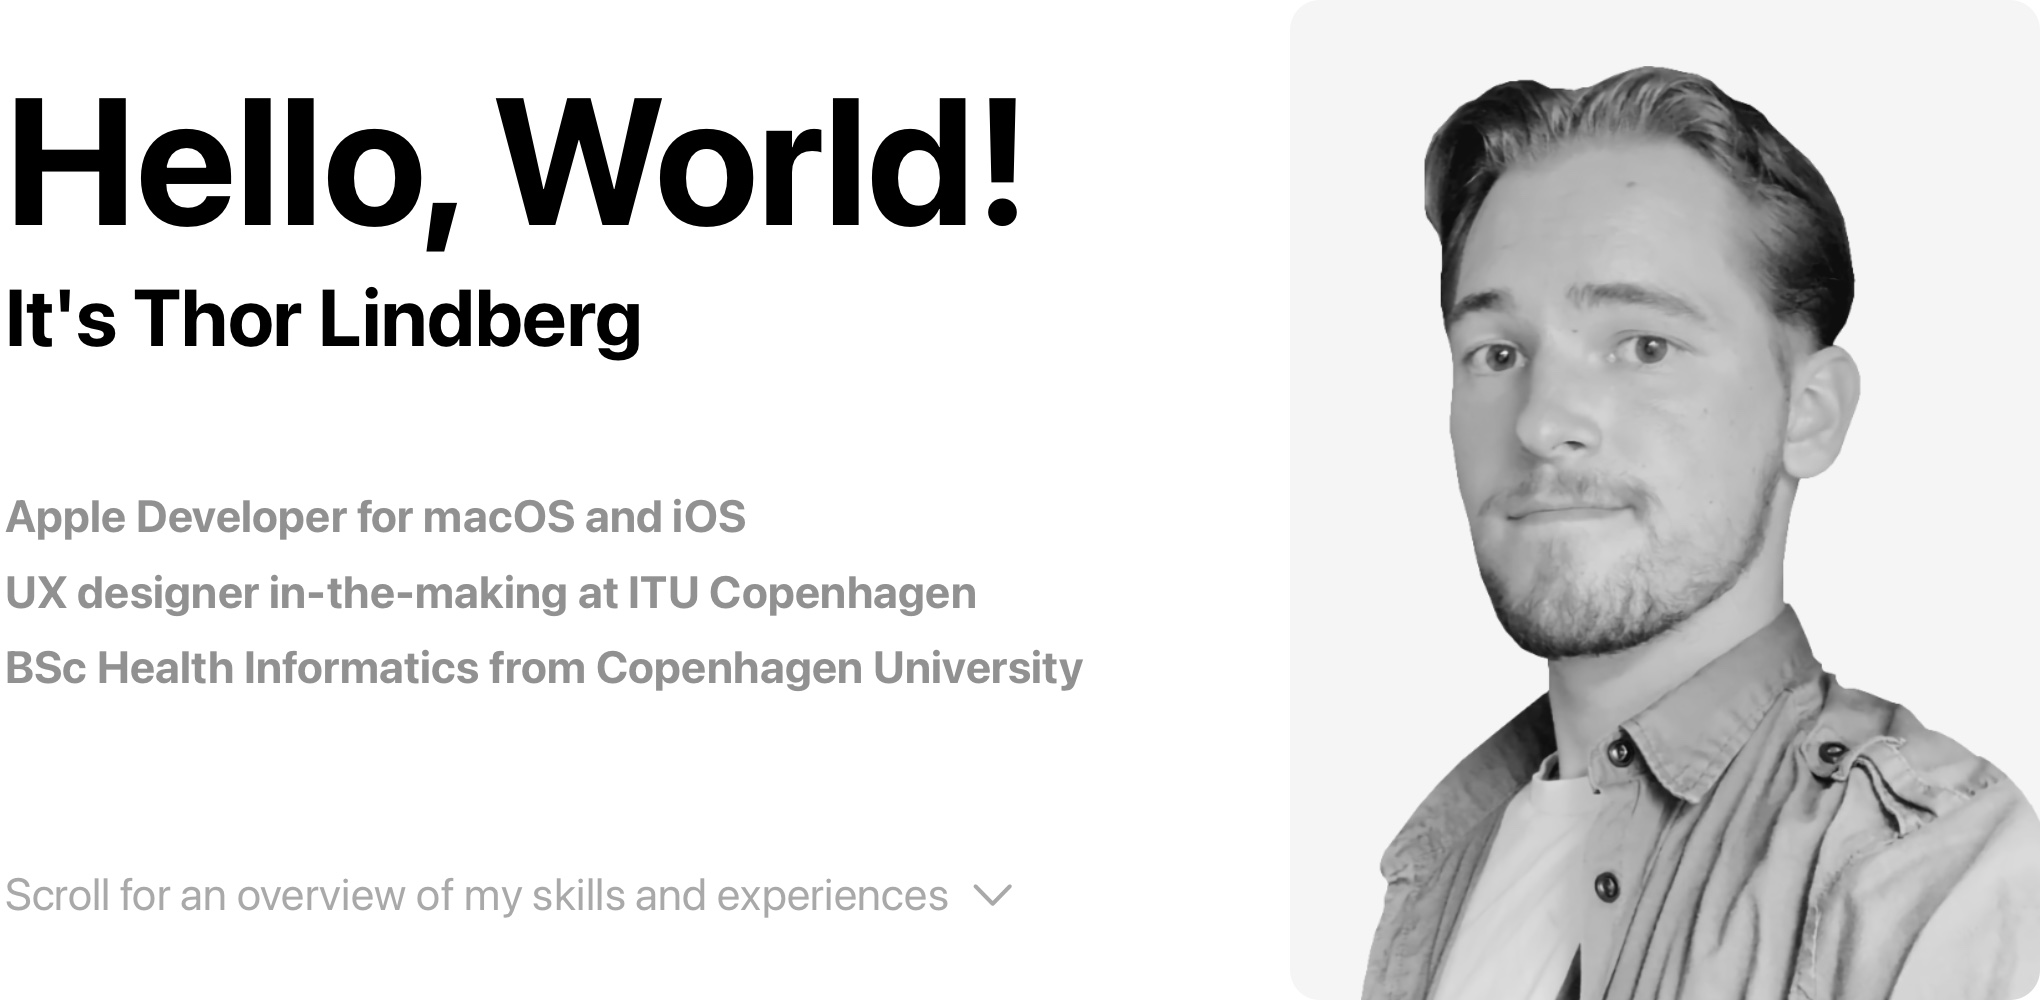 Hello, World!
It's Thor Lindberg
Apple Developer for macOS and iOS
UX designer in-the-making at ITU Copenhagen
BSc Health Informatics from Copenhagen University
Scroll for an overview of my skills and experiences